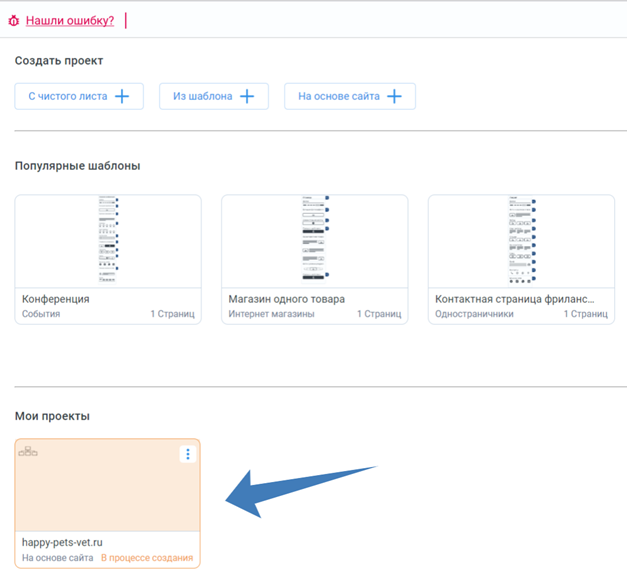 Нашли ошибку?
Создать проект
С чистого листа
Из шаблона
На основе сайта
Популярные шаблоны
Конференция
События 1 Страниц
Магазин одного товара
Интернет магазины 1 Страниц
Контактная страница фриланс...
Одностраничники 1 Страниц
Мои проекты
happy-pets-vet.ru
На основе сайта В процессе создания